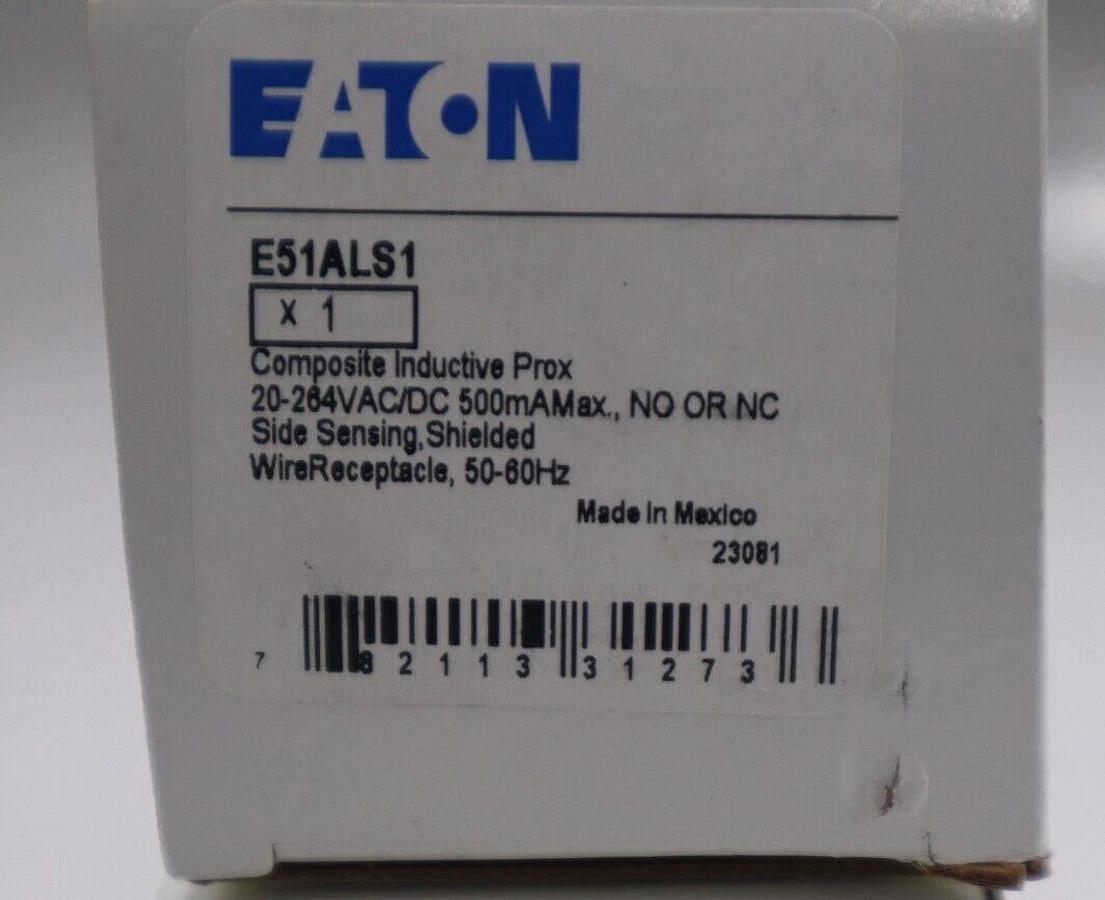 EATON
E51ALS1
X 1
Composite Inductive Prox
20-264VAC/DC 500mAMax., NO OR NC
Side Sensing,Shielded
WireReceptacle, 50-60Hz
Made in Mexico
23081
7 82113 31273